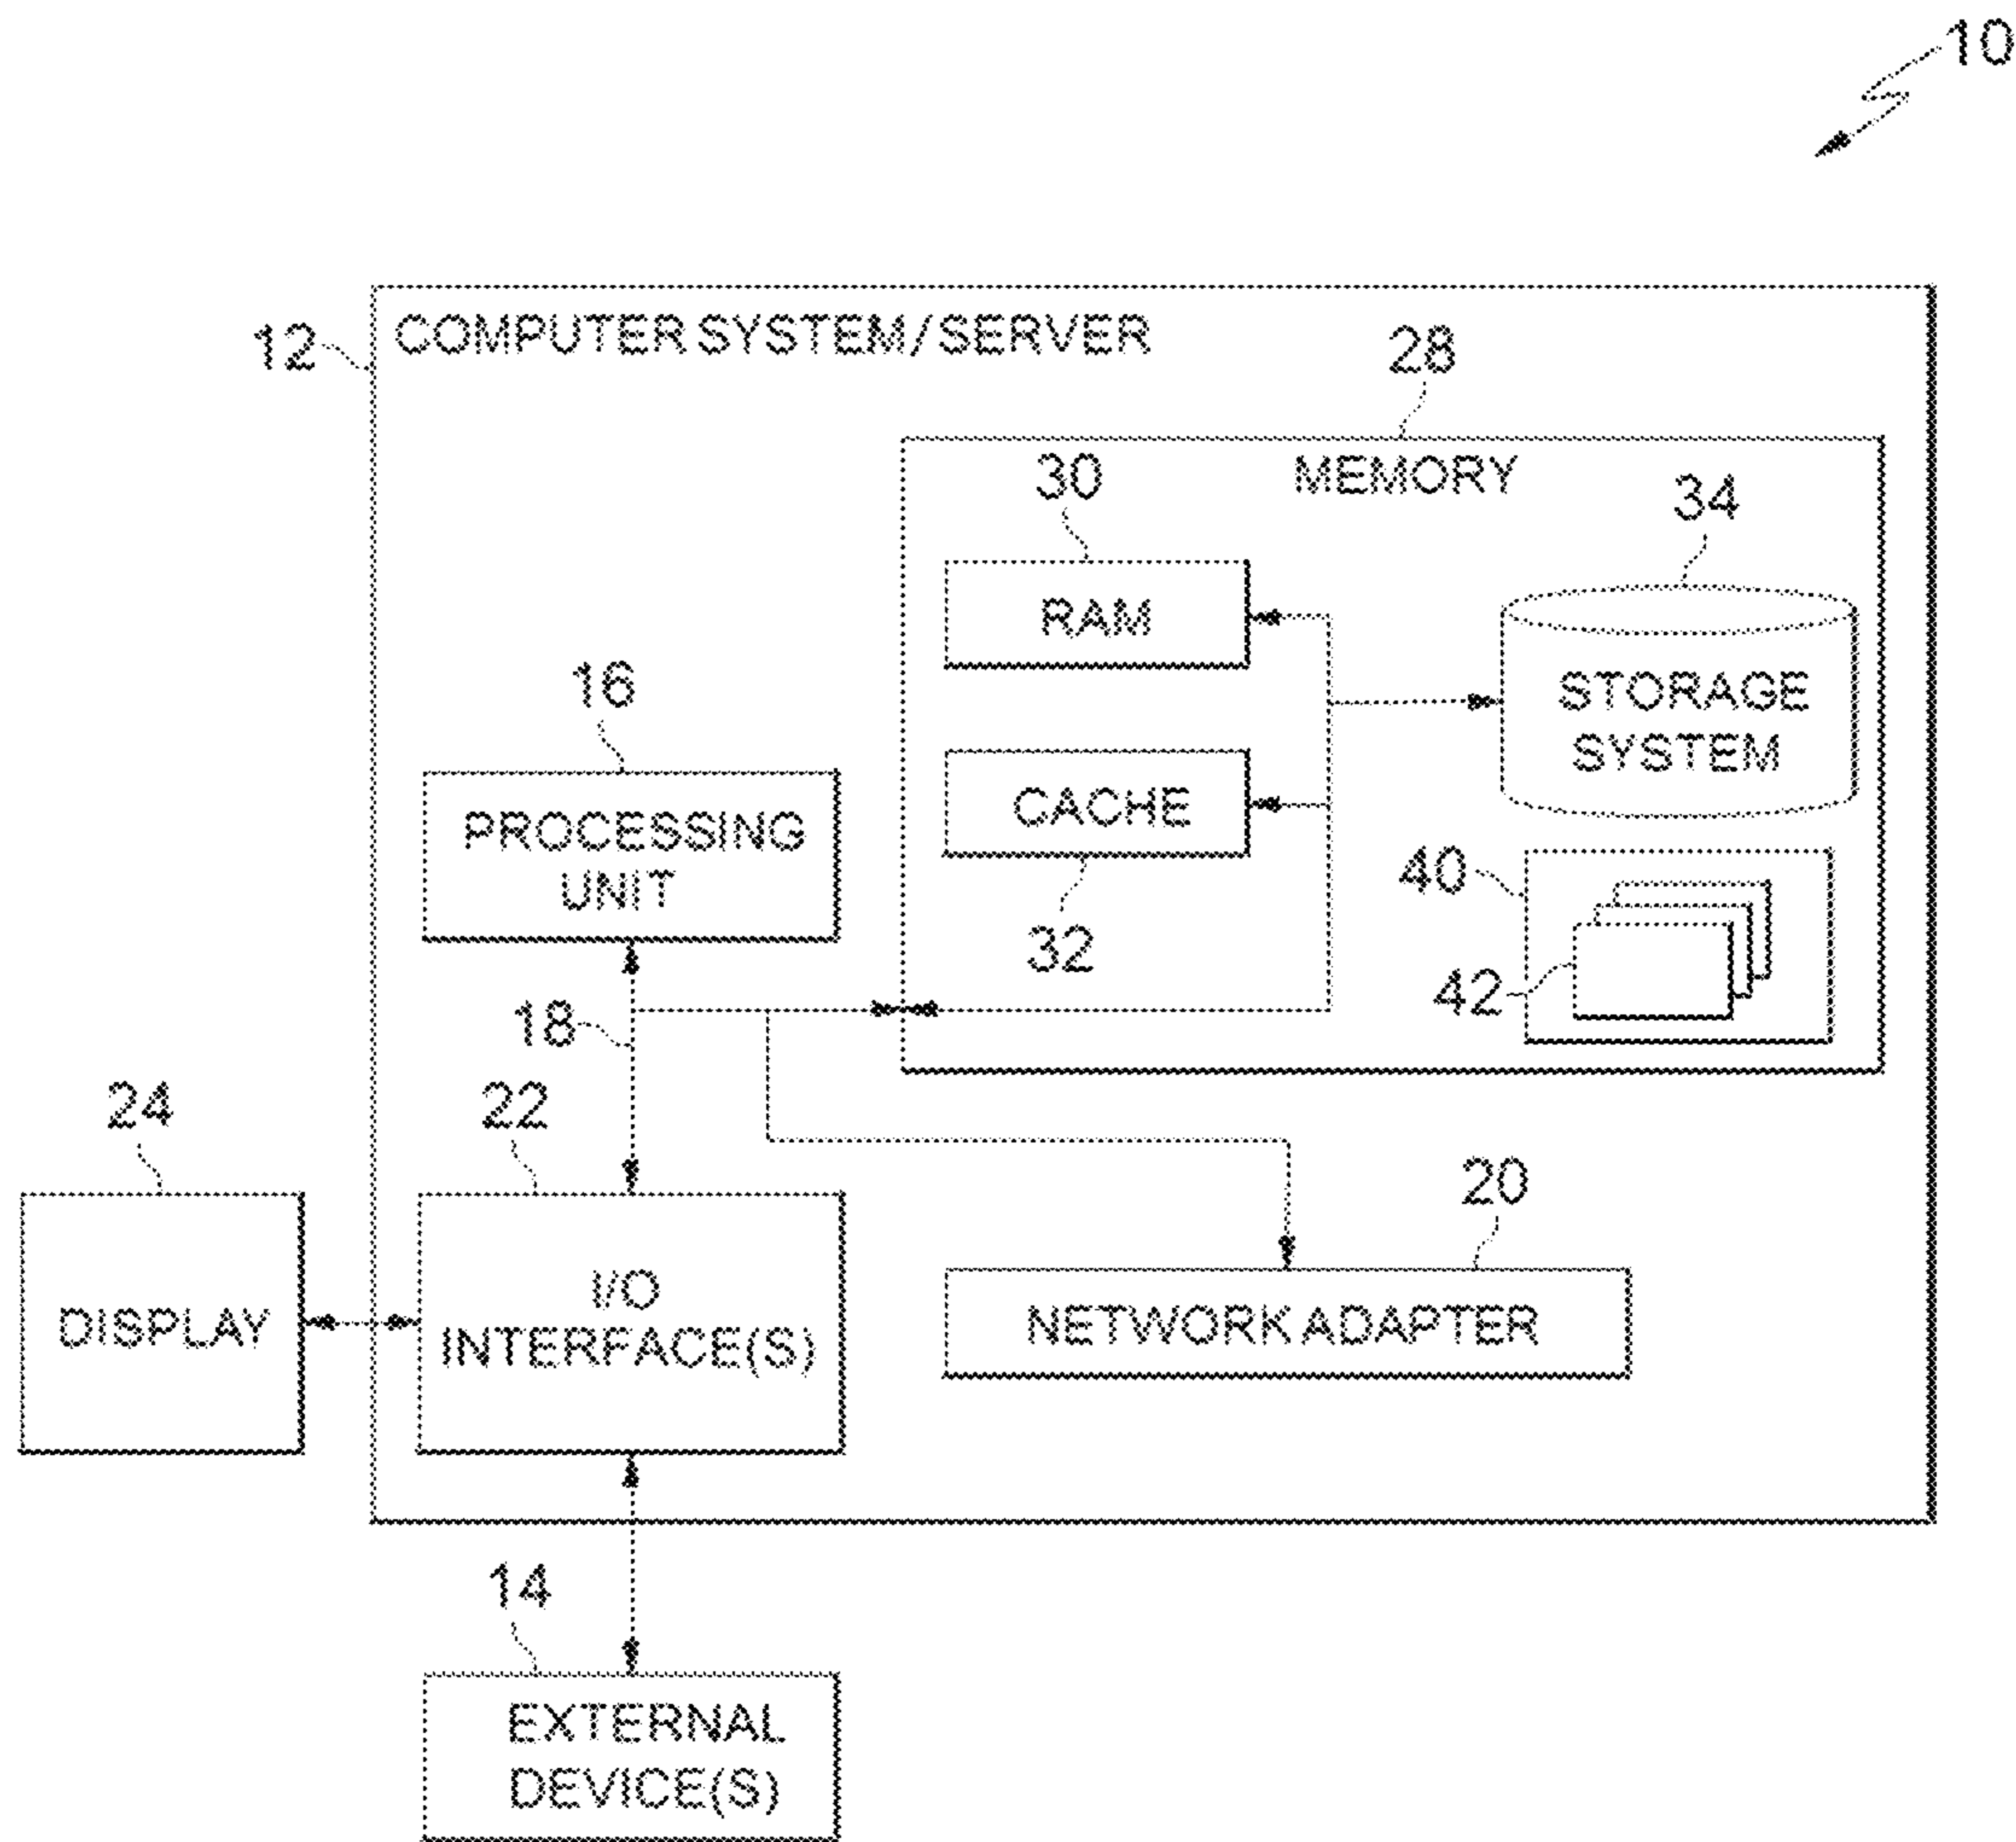 10
12
COMPUTER SYSTEM/SERVER
28
MEMORY
30
34
RAM
16
STORAGE
SYSTEM
PROCESSING
UNIT
CACHE
40
32
42
18
24
22
20
DISPLAY
I/O
INTERFACE(S)
NETWORK ADAPTER
14
EXTERNAL
DEVICE(S)